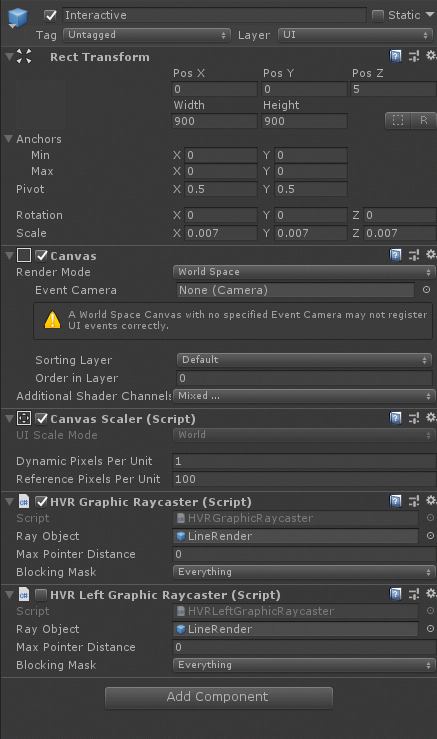 Interactive Static
Tag Untagged Layer UI
Rect Transform
Pos X Pos Y Pos Z
0 0 5
Width Height
900 900 R
Anchors
Min X 0 Y 0
Max X 0 Y 0
Pivot X 0.5 Y 0.5
Rotation X 0 Y 0 Z 0
Scale X 0.007 Y 0.007 Z 0.007
Canvas
Render Mode World Space
Event Camera None (Camera)
A World Space Canvas with no specified Event Camera may not register
UI events correctly.
Sorting Layer Default
Order in Layer 0
Additional Shader Channels Mixed ...
Canvas Scaler (Script)
UI Scale Mode World
Dynamic Pixels Per Unit 1
Reference Pixels Per Unit 100
C# HVR Graphic Raycaster (Script)
Script HVRGraphicRaycaster
Ray Object LineRender
Max Pointer Distance 0
Blocking Mask Everything
C# HVR Left Graphic Raycaster (Script)
Script HVRLeftGraphicRaycaster
Ray Object LineRender
Max Pointer Distance 0
Blocking Mask Everything
Add Component